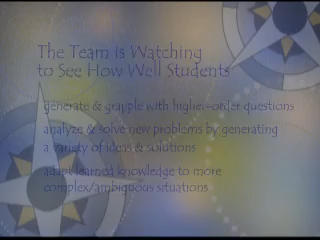 The Team is Watching
to See How Well Students
generate & grapple with higher-order questions
analyze & solve new problems by generating
a variety of ideas & solutions
adapt learned knowledge to more
complex/ambiguous situations